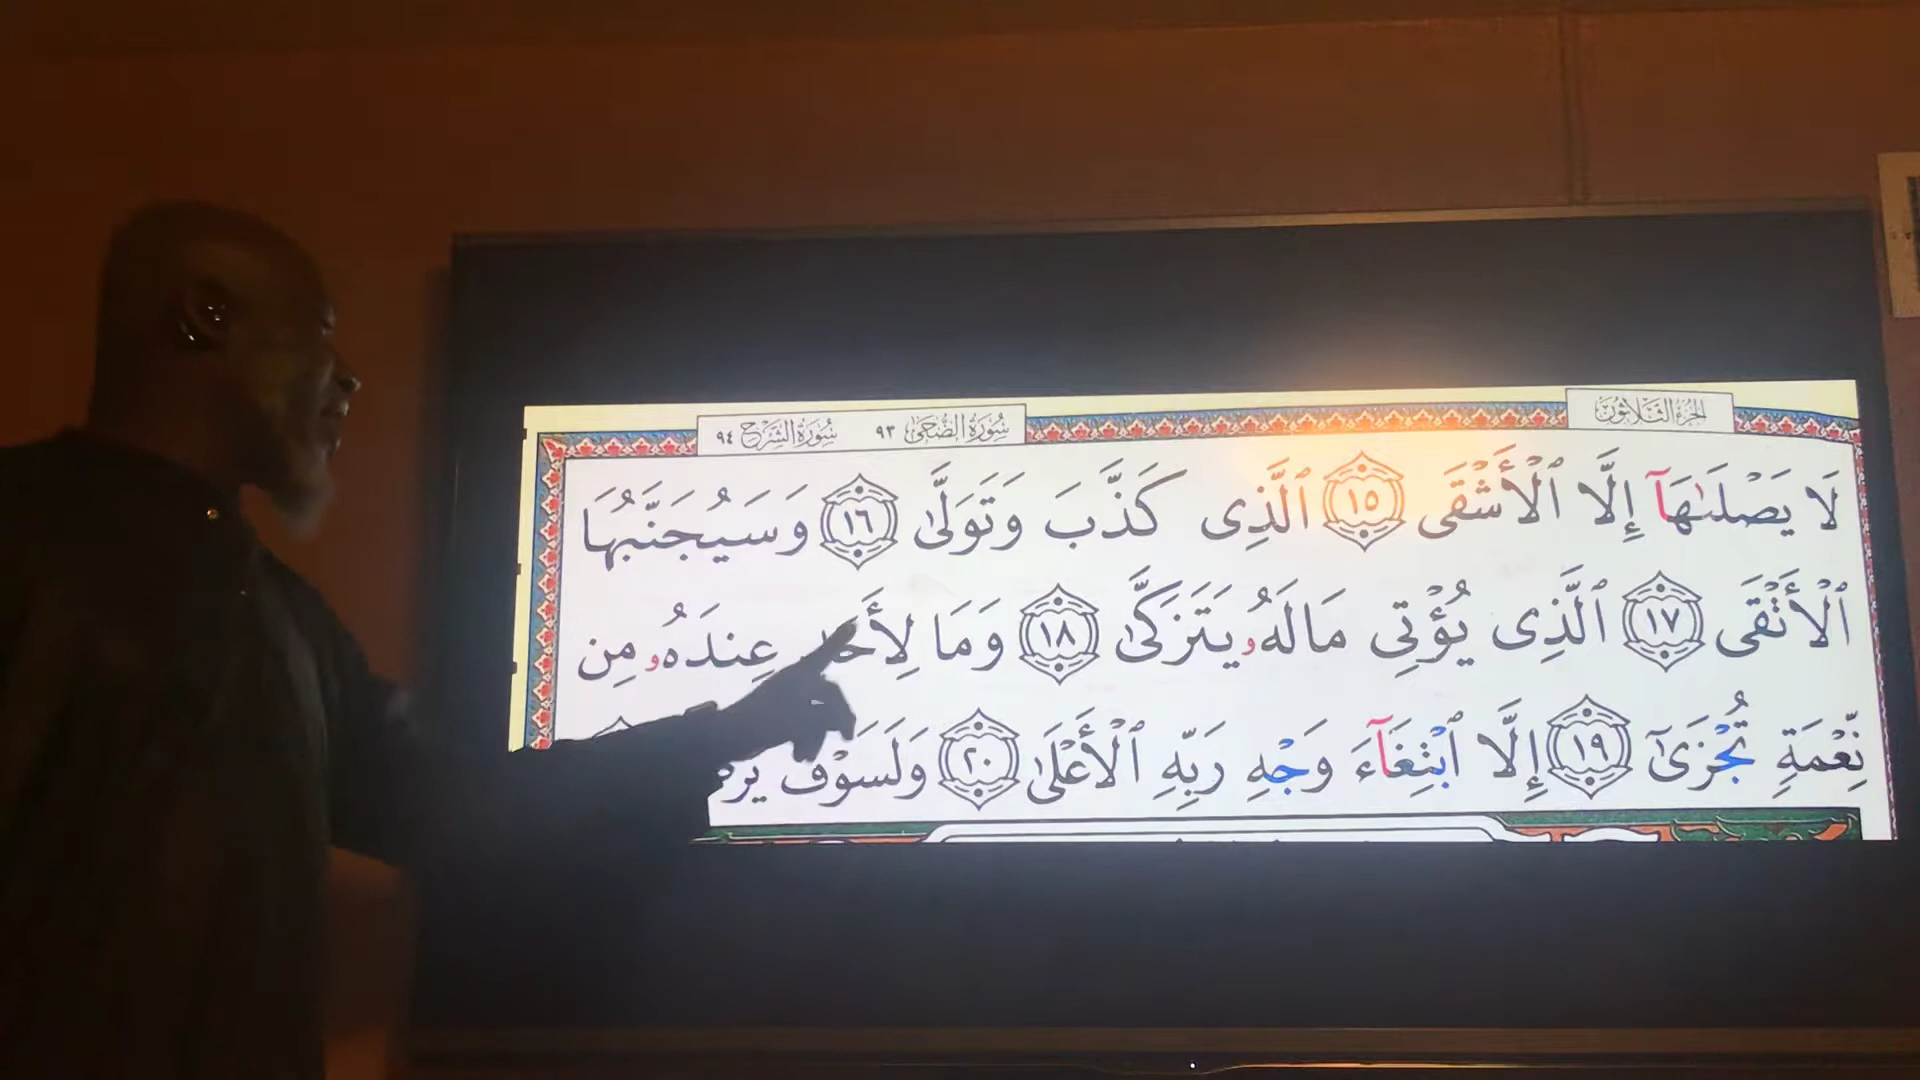 الجزء الثلاثون
سورة الضحى ٩٣ سورة الشرح ٩٤
لَا يَصْلَىٰهَآ إِلَّا ٱلْأَشْقَى ١٥ ٱلَّذِى كَذَّبَ وَتَوَلَّىٰ ١٦ وَسَيُجَنَّبُهَا
ٱلْأَتْقَى ١٧ ٱلَّذِى يُؤْتِى مَالَهُۥ يَتَزَكَّىٰ ١٨ وَمَا لِأَحَدٍ عِندَهُۥ مِن
نِّعْمَةٍ تُجْزَىٰٓ ١٩ إِلَّا ٱبْتِغَآءَ وَجْهِ رَبِّهِ ٱلْأَعْلَىٰ ٢٠ وَلَسَوْفَ